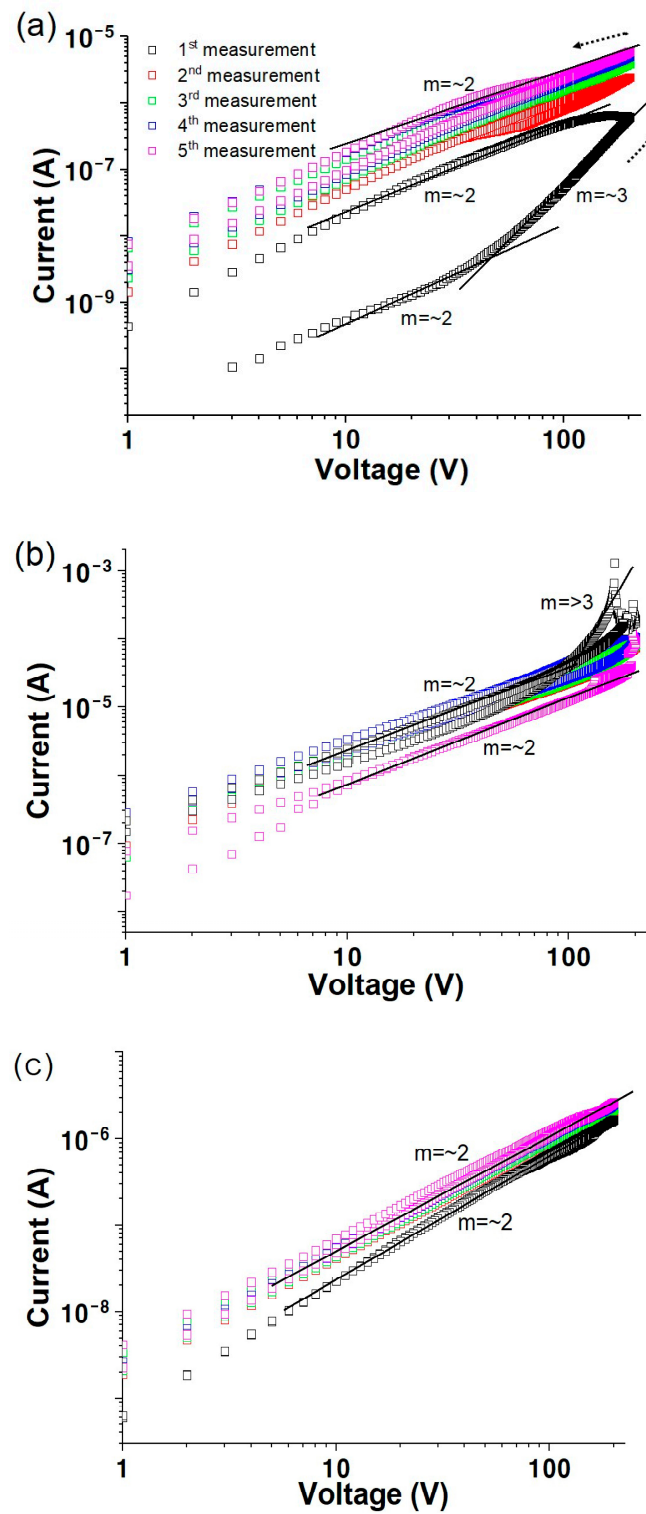 (a)
10⁻⁵
10⁻⁷
10⁻⁹
Current (A)
1ˢᵗ measurement
2ⁿᵈ measurement
3ʳᵈ measurement
4ᵗʰ measurement
5ᵗʰ measurement
m=~2
m=~2
m=~3
m=~2
1
10
100
Voltage (V)
(b)
10⁻³
10⁻⁵
10⁻⁷
Current (A)
m=>3
m=~2
m=~2
1
10
100
Voltage (V)
(c)
10⁻⁶
10⁻⁸
Current (A)
m=~2
m=~2
1
10
100
Voltage (V)